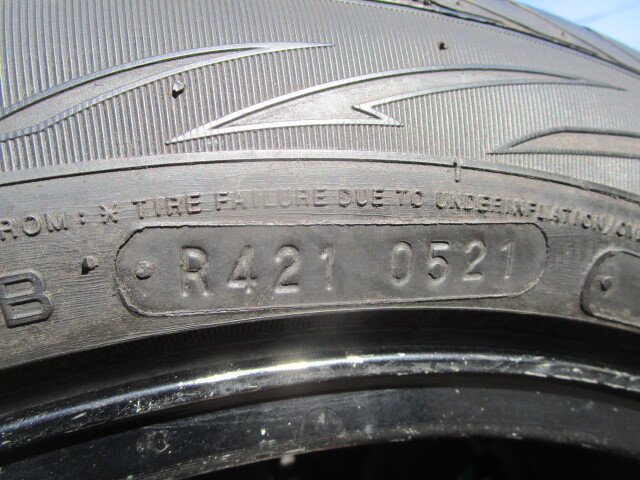 ROM: * TIRE FAILURE DUE TO UNDERINFLATION/
B R421 0521